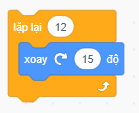 lặp lại 12
xoay 15 độ